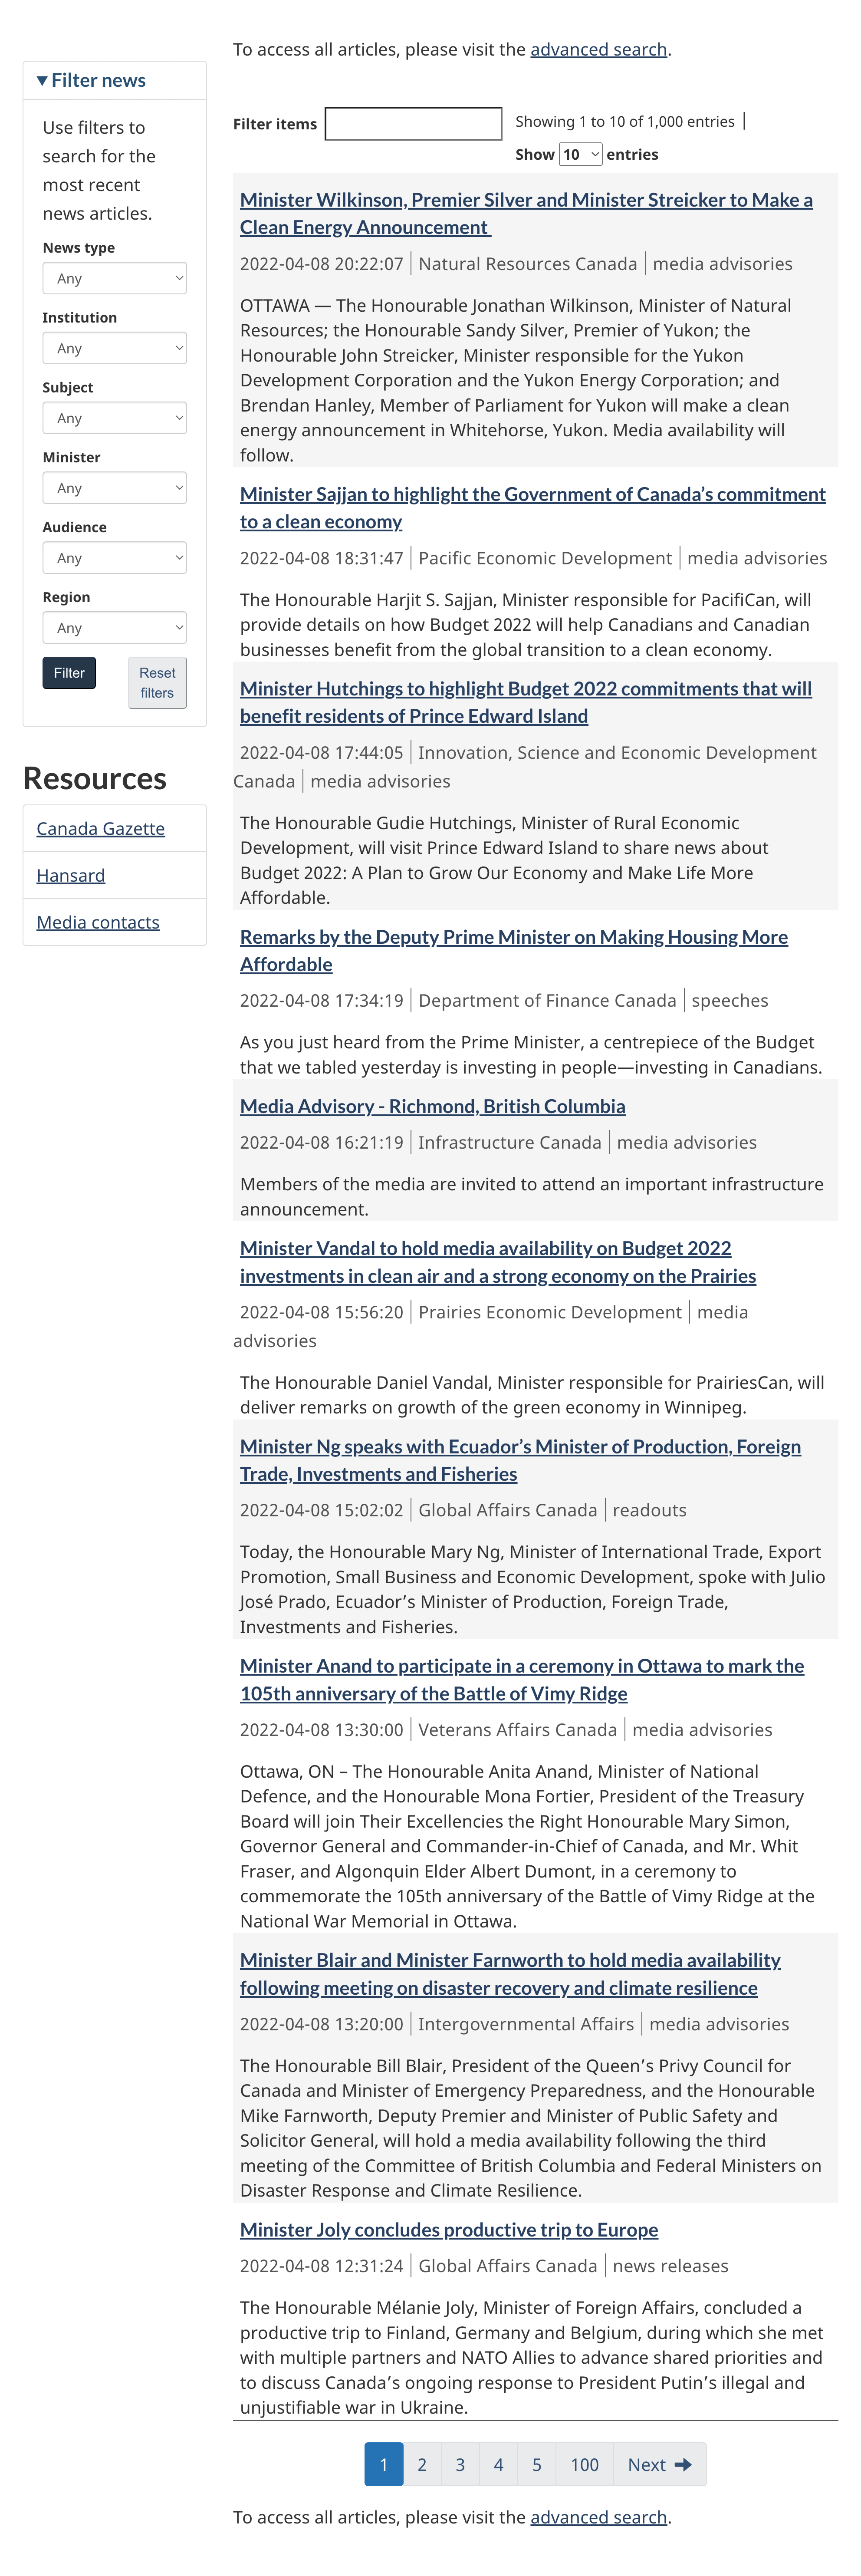 To access all articles, please visit the advanced search.
▼ Filter news
Use filters to
search for the
most recent
news articles.
News type
Any
Institution
Any
Subject
Any
Minister
Any
Audience
Any
Region
Any
Filter
Reset
filters
Resources
Canada Gazette
Hansard
Media contacts
Filter items
Showing 1 to 10 of 1,000 entries |
Show 10 entries
Minister Wilkinson, Premier Silver and Minister Streicker to Make a
Clean Energy Announcement
2022-04-08 20:22:07 | Natural Resources Canada | media advisories
OTTAWA — The Honourable Jonathan Wilkinson, Minister of Natural
Resources; the Honourable Sandy Silver, Premier of Yukon; the
Honourable John Streicker, Minister responsible for the Yukon
Development Corporation and the Yukon Energy Corporation; and
Brendan Hanley, Member of Parliament for Yukon will make a clean
energy announcement in Whitehorse, Yukon. Media availability will
follow.
Minister Sajjan to highlight the Government of Canada’s commitment
to a clean economy
2022-04-08 18:31:47 | Pacific Economic Development | media advisories
The Honourable Harjit S. Sajjan, Minister responsible for PacifiCan, will
provide details on how Budget 2022 will help Canadians and Canadian
businesses benefit from the global transition to a clean economy.
Minister Hutchings to highlight Budget 2022 commitments that will
benefit residents of Prince Edward Island
2022-04-08 17:44:05 | Innovation, Science and Economic Development
Canada | media advisories
The Honourable Gudie Hutchings, Minister of Rural Economic
Development, will visit Prince Edward Island to share news about
Budget 2022: A Plan to Grow Our Economy and Make Life More
Affordable.
Remarks by the Deputy Prime Minister on Making Housing More
Affordable
2022-04-08 17:34:19 | Department of Finance Canada | speeches
As you just heard from the Prime Minister, a centrepiece of the Budget
that we tabled yesterday is investing in people—investing in Canadians.
Media Advisory - Richmond, British Columbia
2022-04-08 16:21:19 | Infrastructure Canada | media advisories
Members of the media are invited to attend an important infrastructure
announcement.
Minister Vandal to hold media availability on Budget 2022
investments in clean air and a strong economy on the Prairies
2022-04-08 15:56:20 | Prairies Economic Development | media
advisories
The Honourable Daniel Vandal, Minister responsible for PrairiesCan, will
deliver remarks on growth of the green economy in Winnipeg.
Minister Ng speaks with Ecuador’s Minister of Production, Foreign
Trade, Investments and Fisheries
2022-04-08 15:02:02 | Global Affairs Canada | readouts
Today, the Honourable Mary Ng, Minister of International Trade, Export
Promotion, Small Business and Economic Development, spoke with Julio
José Prado, Ecuador’s Minister of Production, Foreign Trade,
Investments and Fisheries.
Minister Anand to participate in a ceremony in Ottawa to mark the
105th anniversary of the Battle of Vimy Ridge
2022-04-08 13:30:00 | Veterans Affairs Canada | media advisories
Ottawa, ON – The Honourable Anita Anand, Minister of National
Defence, and the Honourable Mona Fortier, President of the Treasury
Board will join Their Excellencies the Right Honourable Mary Simon,
Governor General and Commander-in-Chief of Canada, and Mr. Whit
Fraser, and Algonquin Elder Albert Dumont, in a ceremony to
commemorate the 105th anniversary of the Battle of Vimy Ridge at the
National War Memorial in Ottawa.
Minister Blair and Minister Farnworth to hold media availability
following meeting on disaster recovery and climate resilience
2022-04-08 13:20:00 | Intergovernmental Affairs | media advisories
The Honourable Bill Blair, President of the Queen’s Privy Council for
Canada and Minister of Emergency Preparedness, and the Honourable
Mike Farnworth, Deputy Premier and Minister of Public Safety and
Solicitor General, will hold a media availability following the third
meeting of the Committee of British Columbia and Federal Ministers on
Disaster Response and Climate Resilience.
Minister Joly concludes productive trip to Europe
2022-04-08 12:31:24 | Global Affairs Canada | news releases
The Honourable Mélanie Joly, Minister of Foreign Affairs, concluded a
productive trip to Finland, Germany and Belgium, during which she met
with multiple partners and NATO Allies to advance shared priorities and
to discuss Canada’s ongoing response to President Putin’s illegal and
unjustifiable war in Ukraine.
1 2 3 4 5 100 Next ➡
To access all articles, please visit the advanced search.